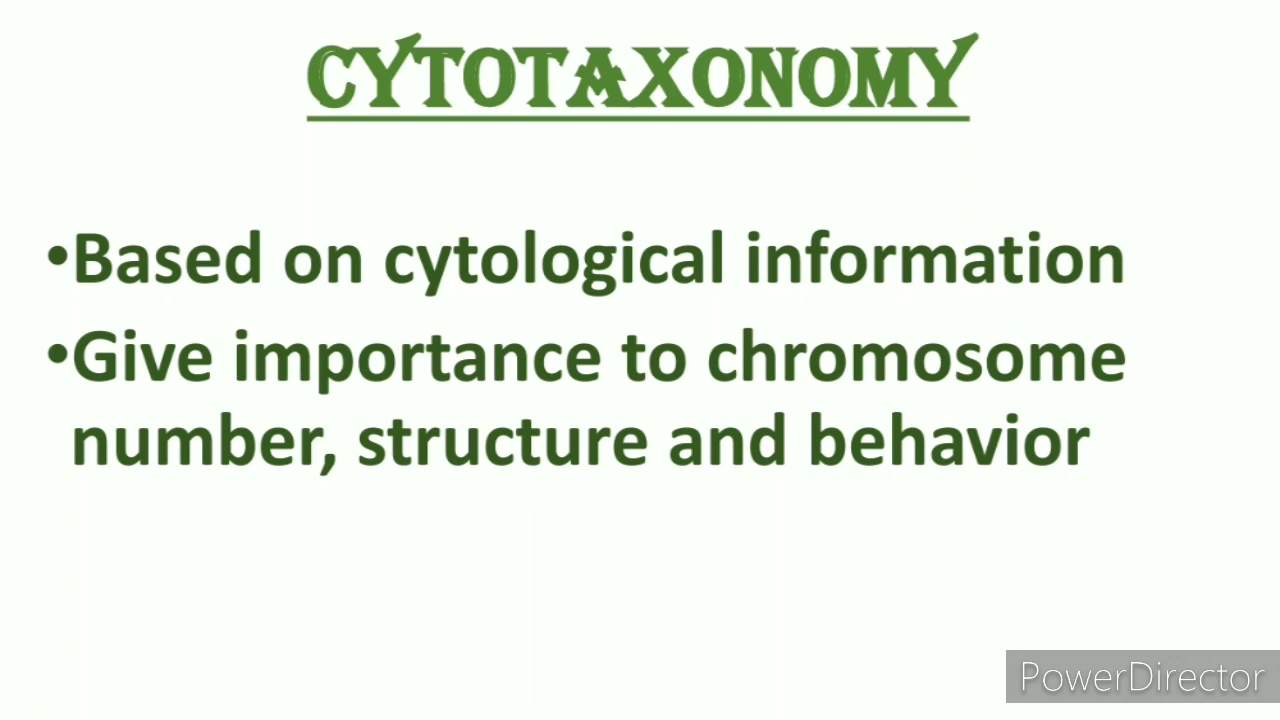 CYTOTAXONOMY
•Based on cytological information
•Give importance to chromosome
number, structure and behavior
PowerDirector